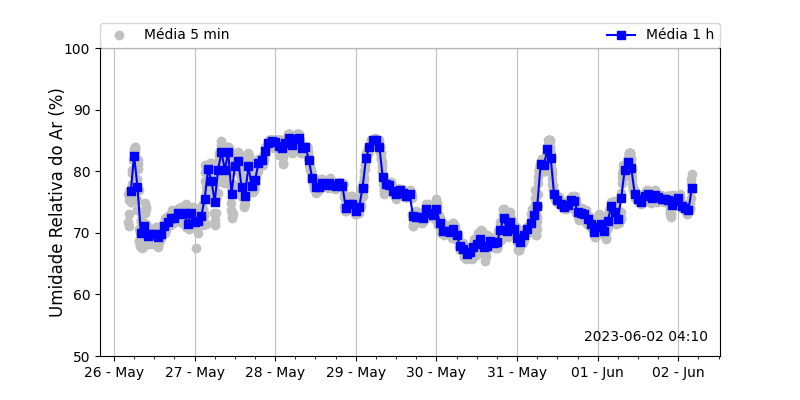 Média 5 min
Média 1 h
Umidade Relativa do Ar (%)
100
90
80
70
60
50
2023-06-02 04:10
26 - May
27 - May
28 - May
29 - May
30 - May
31 - May
01 - Jun
02 - Jun